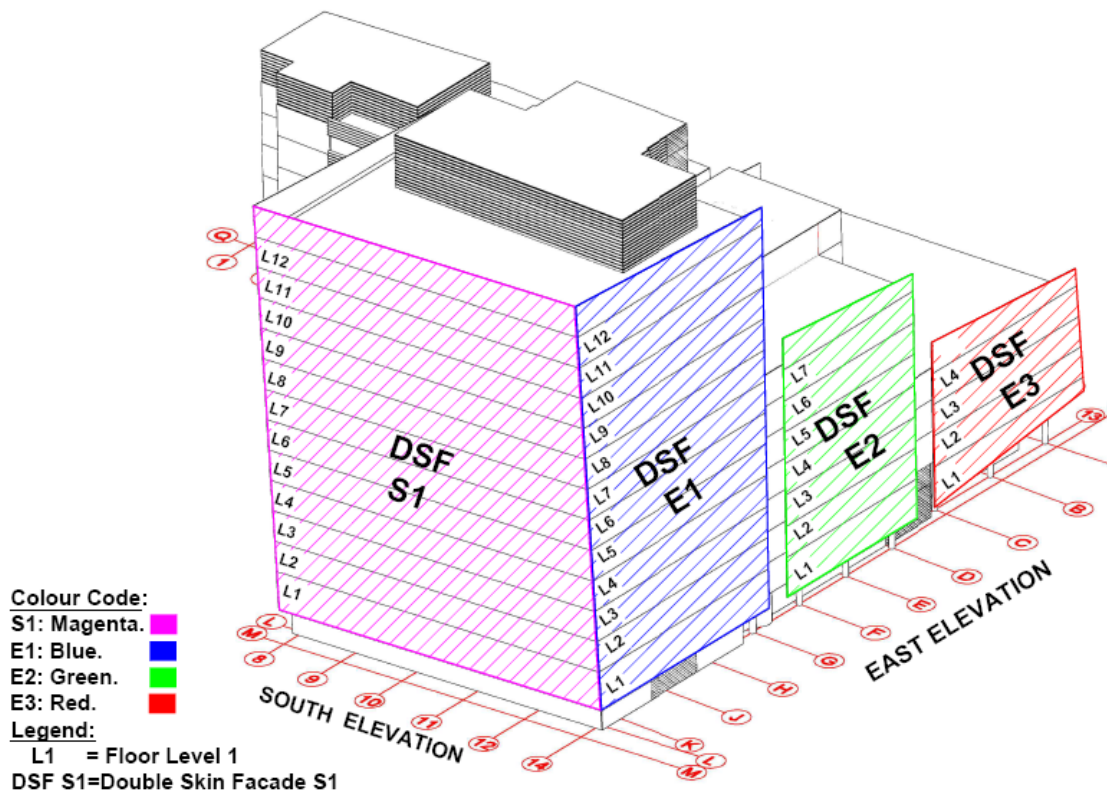 Q
1
L12
L11
L10
L9
L8
L7
L6
L5
L4
L3
L2
L1
DSF
S1
L12
L11
L10
L9
L8
L7
L6
L5
L4
L3
L2
L1
DSF
E1
L7
L6
L5
L4
L3
L2
L1
DSF
E2
L4
L3
L2
L1
DSF
E3
13
B
C
D
E
F
G
H
J
K
L
M
L
M
8
9
10
11
12
14
SOUTH ELEVATION
EAST ELEVATION
Colour Code:
S1: Magenta.
E1: Blue.
E2: Green.
E3: Red.
Legend:
L1 = Floor Level 1
DSF S1=Double Skin Facade S1